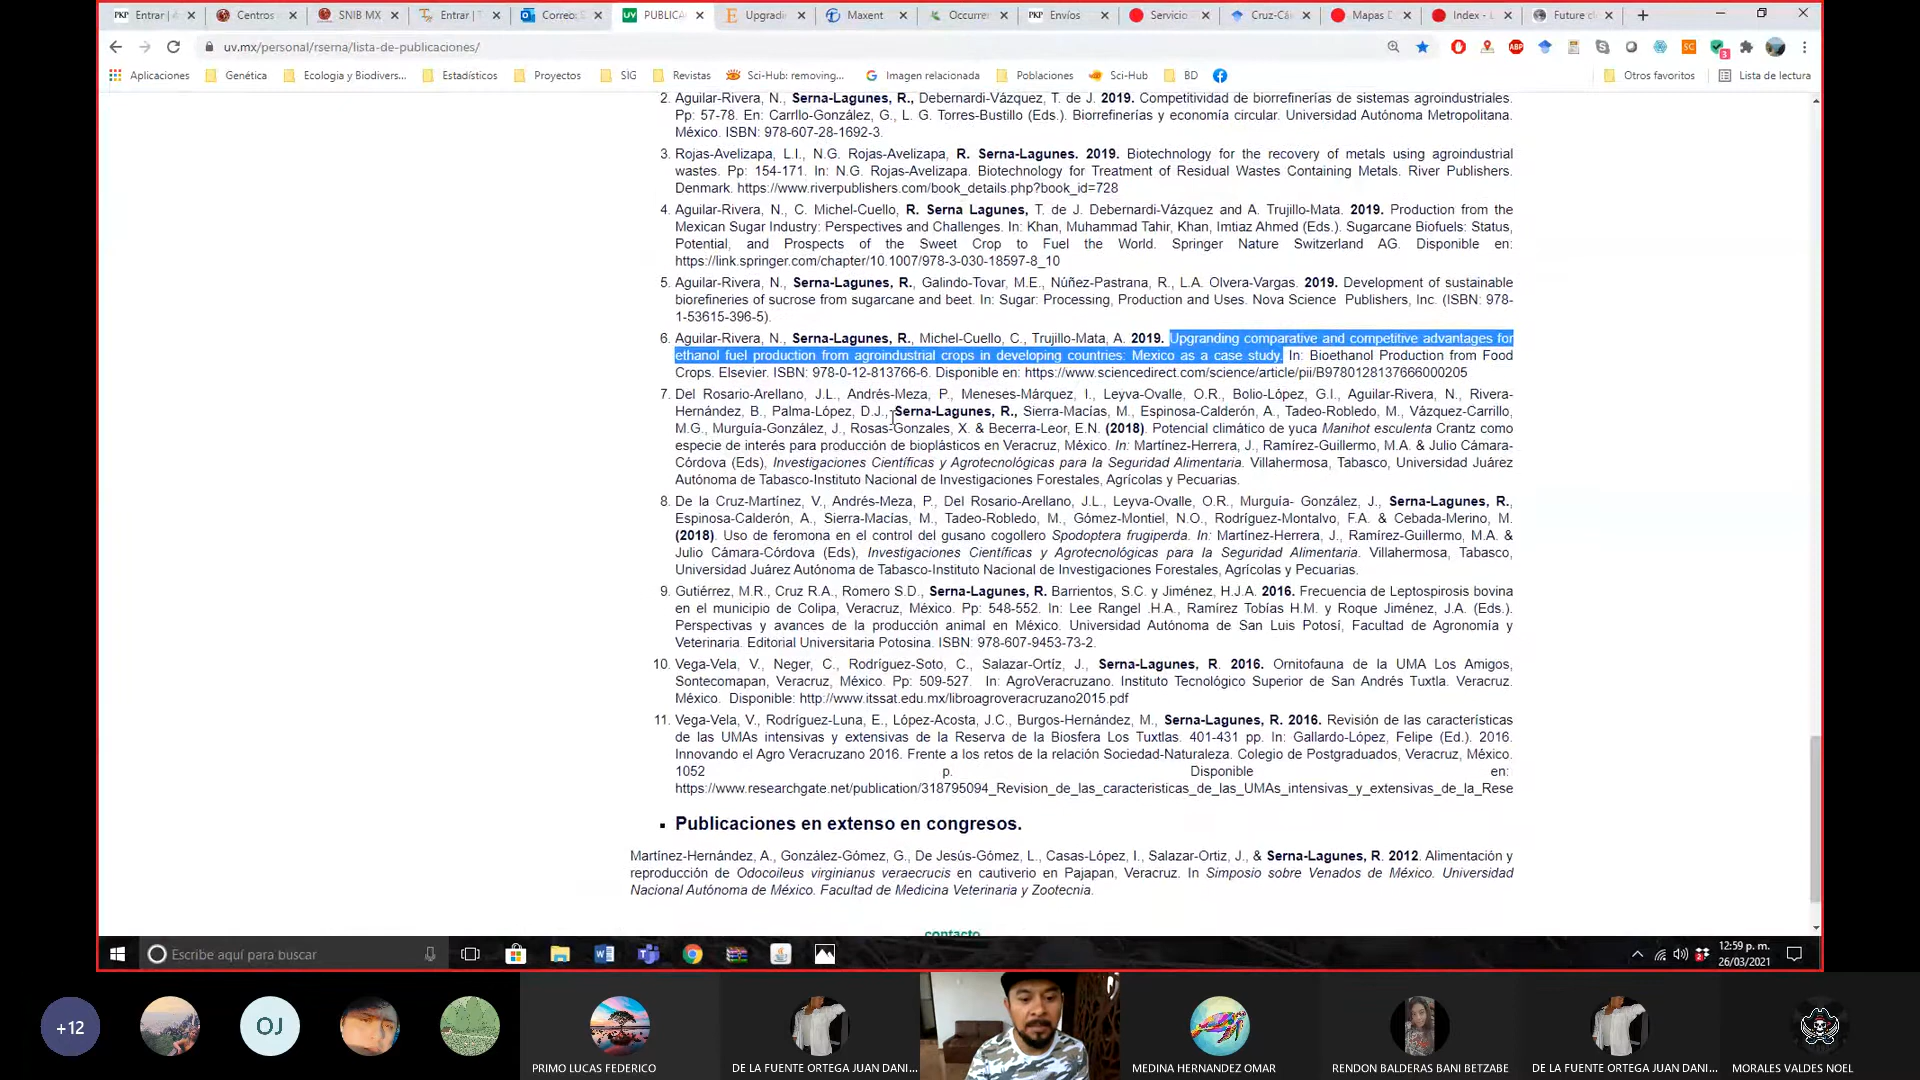 Entrar | 
Centros
SNIB MX
Entrar | T
Correo:
PUBLICA
Upgradi
Maxent
Occurren
Envíos
Servicio
Cruz-Cá
Mapas D
Index - L
Future c
uv.mx/personal/rserna/lista-de-publicaciones/
Aplicaciones Genética Ecologia y Biodivers... Estadísticos Proyectos SIG Revistas Sci-Hub: removing... Imagen relacionada Poblaciones Sci-Hub BD Otros favoritos Lista de lectura
2. Aguilar-Rivera, N., Serna-Lagunes, R., Debernardi-Vázquez, T. de J. 2019. Competitividad de biorrefinerías de sistemas agroindustriales.
Pp: 57-78. En: Carrllo-González, G., L. G. Torres-Bustillo (Eds.). Biorrefinerías y economía circular. Universidad Autónoma Metropolitana.
México. ISBN: 978-607-28-1692-3.
3. Rojas-Avelizapa, L.I., N.G. Rojas-Avelizapa, R. Serna-Lagunes. 2019. Biotechnology for the recovery of metals using agroindustrial
wastes. Pp: 154-171. In: N.G. Rojas-Avelizapa. Biotechnology for Treatment of Residual Wastes Containing Metals. River Publishers.
Denmark. https://www.riverpublishers.com/book_details.php?book_id=728
4. Aguilar-Rivera, N., C. Michel-Cuello, R. Serna Lagunes, T. de J. Debernardi-Vázquez and A. Trujillo-Mata. 2019. Production from the
Mexican Sugar Industry: Perspectives and Challenges. In: Khan, Muhammad Tahir, Khan, Imtiaz Ahmed (Eds.). Sugarcane Biofuels: Status,
Potential, and Prospects of the Sweet Crop to Fuel the World. Springer Nature Switzerland AG. Disponible en:
https://link.springer.com/chapter/10.1007/978-3-030-18597-8_10
5. Aguilar-Rivera, N., Serna-Lagunes, R., Galindo-Tovar, M.E., Núñez-Pastrana, R., L.A. Olvera-Vargas. 2019. Development of sustainable
biorefineries of sucrose from sugarcane and beet. In: Sugar: Processing, Production and Uses. Nova Science Publishers, Inc. (ISBN: 978-
1-53615-396-5).
6. Aguilar-Rivera, N., Serna-Lagunes, R., Michel-Cuello, C., Trujillo-Mata, A. 2019. Upgranding comparative and competitive advantages for
ethanol fuel production from agroindustrial crops in developing countries: Mexico as a case study. In: Bioethanol Production from Food
Crops. Elsevier. ISBN: 978-0-12-813766-6. Disponible en: https://www.sciencedirect.com/science/article/pii/B9780128137666000205
7. Del Rosario-Arellano, J.L., Andrés-Meza, P., Meneses-Márquez, I., Leyva-Ovalle, O.R., Bolio-López, G.I., Aguilar-Rivera, N., Rivera-
Hernández, B., Palma-López, D.J., Serna-Lagunes, R., Sierra-Macías, M., Espinosa-Calderón, A., Tadeo-Robledo, M., Vázquez-Carrillo,
M.G., Murguía-González, J., Rosas-Gonzales, X. & Becerra-Leor, E.N. (2018). Potencial climático de yuca Manihot esculenta Crantz como
especie de interés para producción de bioplásticos en Veracruz, México. In: Martínez-Herrera, J., Ramírez-Guillermo, M.A. & Julio Cámara-
Córdova (Eds), Investigaciones Científicas y Agrotecnológicas para la Seguridad Alimentaria. Villahermosa, Tabasco, Universidad Juárez
Autónoma de Tabasco-Instituto Nacional de Investigaciones Forestales, Agrícolas y Pecuarias.
8. De la Cruz-Martínez, V., Andrés-Meza, P., Del Rosario-Arellano, J.L., Leyva-Ovalle, O.R., Murguía- González, J., Serna-Lagunes, R.,
Espinosa-Calderón, A., Sierra-Macías, M., Tadeo-Robledo, M., Gómez-Montiel, N.O., Rodríguez-Montalvo, F.A. & Cebada-Merino, M.
(2018). Uso de feromona en el control del gusano cogollero Spodoptera frugiperda. In: Martínez-Herrera, J., Ramírez-Guillermo, M.A. &
Julio Cámara-Córdova (Eds), Investigaciones Científicas y Agrotecnológicas para la Seguridad Alimentaria. Villahermosa, Tabasco,
Universidad Juárez Autónoma de Tabasco-Instituto Nacional de Investigaciones Forestales, Agrícolas y Pecuarias.
9. Gutiérrez, M.R., Cruz R.A., Romero S.D., Serna-Lagunes, R. Barrientos, S.C. y Jiménez, H.J.A. 2016. Frecuencia de Leptospirosis bovina
en el municipio de Colipa, Veracruz, México. Pp: 548-552. In: Lee Rangel .H.A., Ramírez Tobías H.M. y Roque Jiménez, J.A. (Eds.).
Perspectivas y avances de la producción animal en México. Universidad Autónoma de San Luis Potosí, Facultad de Agronomía y
Veterinaria. Editorial Universitaria Potosina. ISBN: 978-607-9453-73-2.
10. Vega-Vela, V., Neger, C., Rodríguez-Soto, C., Salazar-Ortíz, J., Serna-Lagunes, R. 2016. Ornitofauna de la UMA Los Amigos,
Sontecomapan, Veracruz, México. Pp: 509-527. In: AgroVeracruzano. Instituto Tecnológico Superior de San Andrés Tuxtla. Veracruz.
México. Disponible: http://www.itssat.edu.mx/libroagroveracruzano2015.pdf
11. Vega-Vela, V., Rodríguez-Luna, E., López-Acosta, J.C., Burgos-Hernández, M., Serna-Lagunes, R. 2016. Revisión de las características
de las UMAs intensivas y extensivas de la Reserva de la Biosfera Los Tuxtlas. 401-431 pp. In: Gallardo-López, Felipe (Ed.). 2016.
Innovando el Agro Veracruzano 2016. Frente a los retos de la relación Sociedad-Naturaleza. Colegio de Postgraduados, Veracruz, México.
1052 p. Disponible en:
https://www.researchgate.net/publication/318795094_Revision_de_las_caracteristicas_de_las_UMAs_intensivas_y_extensivas_de_la_Rese
▪ Publicaciones en extenso en congresos.
Martínez-Hernández, A., González-Gómez, G., De Jesús-Gómez, L., Casas-López, I., Salazar-Ortiz, J., & Serna-Lagunes, R. 2012. Alimentación y
reproducción de Odocoileus virginianus veraecrucis en cautiverio en Pajapan, Veracruz. In Simposio sobre Venados de México. Universidad
Nacional Autónoma de México. Facultad de Medicina Veterinaria y Zootecnia.
contacto
Escribe aquí para buscar
12:59 p. m.
26/03/2021
+12
OJ
PRIMO LUCAS FEDERICO
DE LA FUENTE ORTEGA JUAN DANI...
MEDINA HERNANDEZ OMAR
RENDON BALDERAS BANI BETZABE
DE LA FUENTE ORTEGA JUAN DANI...
MORALES VALDES NOEL